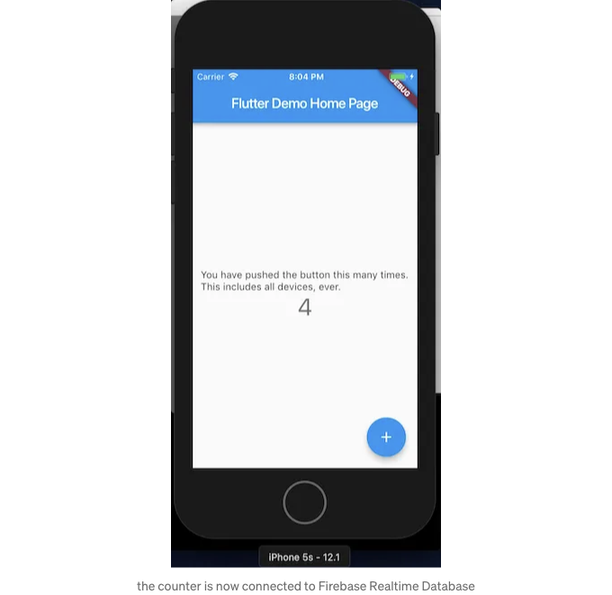 Carrier
8:04 PM
DEBUG
Flutter Demo Home Page
You have pushed the button this many times.
This includes all devices, ever.
4
+
iPhone 5s - 12.1
the counter is now connected to Firebase Realtime Database